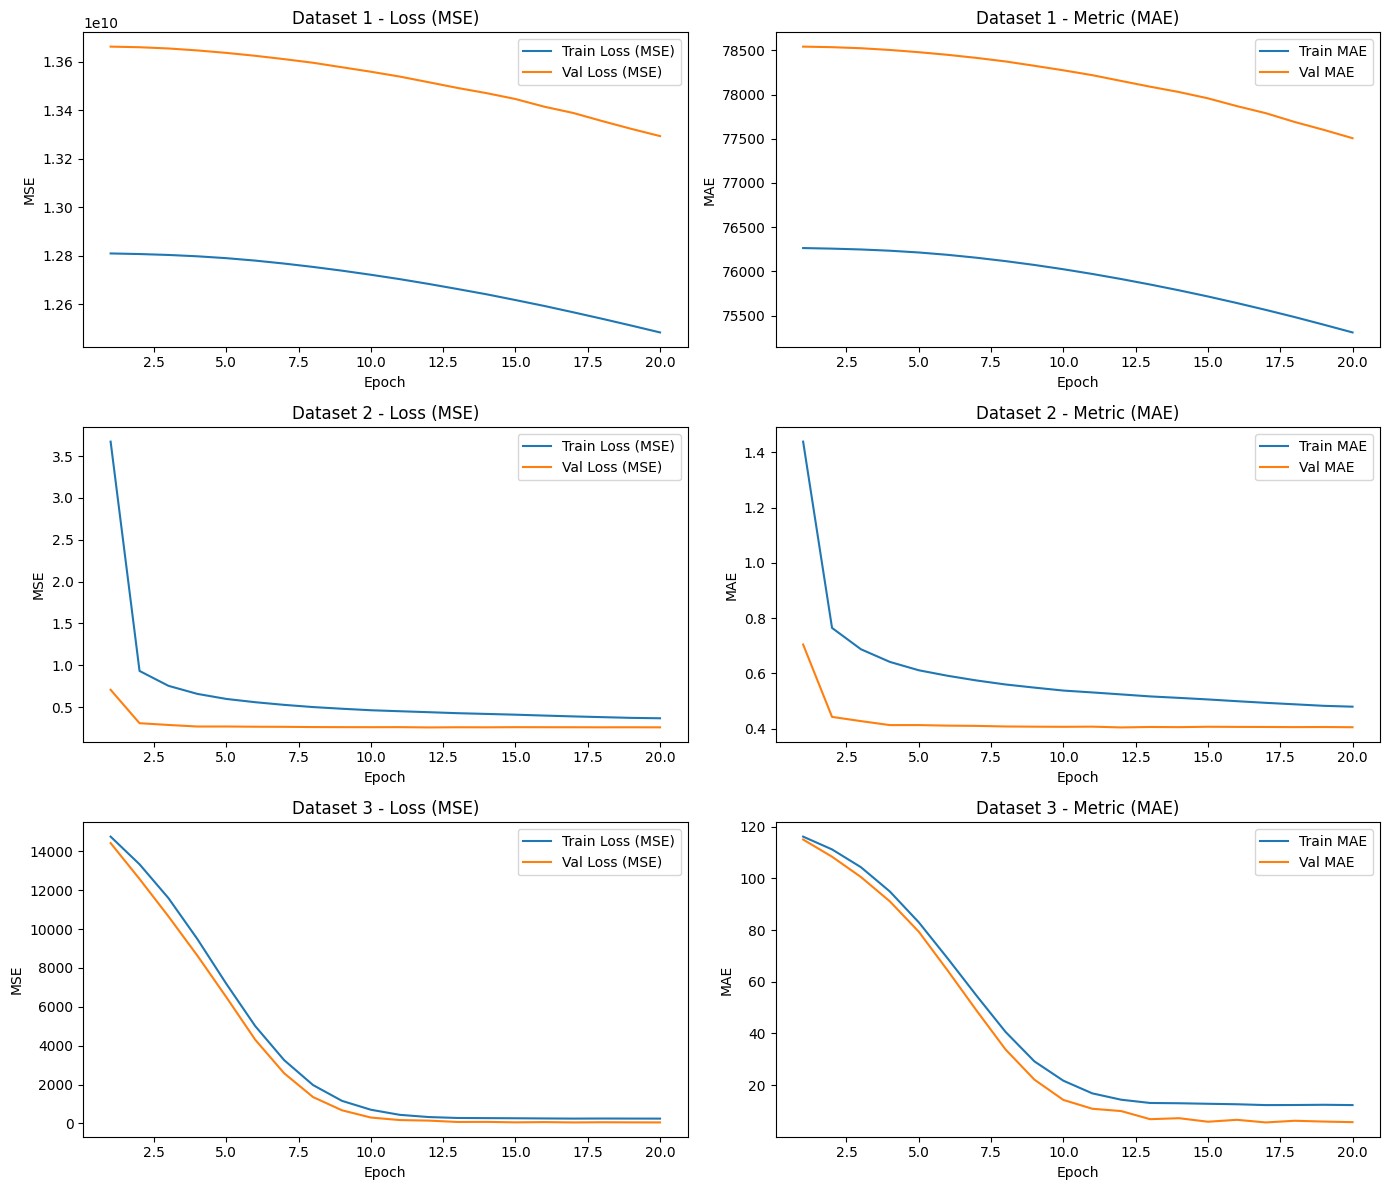 Dataset 1 - Loss (MSE)
1e10
Train Loss (MSE)
Val Loss (MSE)
1.36
1.34
1.32
1.30
1.28
1.26
MSE
2.5 5.0 7.5 10.0 12.5 15.0 17.5 20.0
Epoch
Dataset 1 - Metric (MAE)
Train MAE
Val MAE
78500
78000
77500
77000
76500
76000
75500
MAE
2.5 5.0 7.5 10.0 12.5 15.0 17.5 20.0
Epoch
Dataset 2 - Loss (MSE)
Train Loss (MSE)
Val Loss (MSE)
3.5
3.0
2.5
2.0
1.5
1.0
0.5
MSE
2.5 5.0 7.5 10.0 12.5 15.0 17.5 20.0
Epoch
Dataset 2 - Metric (MAE)
Train MAE
Val MAE
1.4
1.2
1.0
0.8
0.6
0.4
MAE
2.5 5.0 7.5 10.0 12.5 15.0 17.5 20.0
Epoch
Dataset 3 - Loss (MSE)
Train Loss (MSE)
Val Loss (MSE)
14000
12000
10000
8000
6000
4000
2000
0
MSE
2.5 5.0 7.5 10.0 12.5 15.0 17.5 20.0
Epoch
Dataset 3 - Metric (MAE)
Train MAE
Val MAE
120
100
80
60
40
20
MAE
2.5 5.0 7.5 10.0 12.5 15.0 17.5 20.0
Epoch